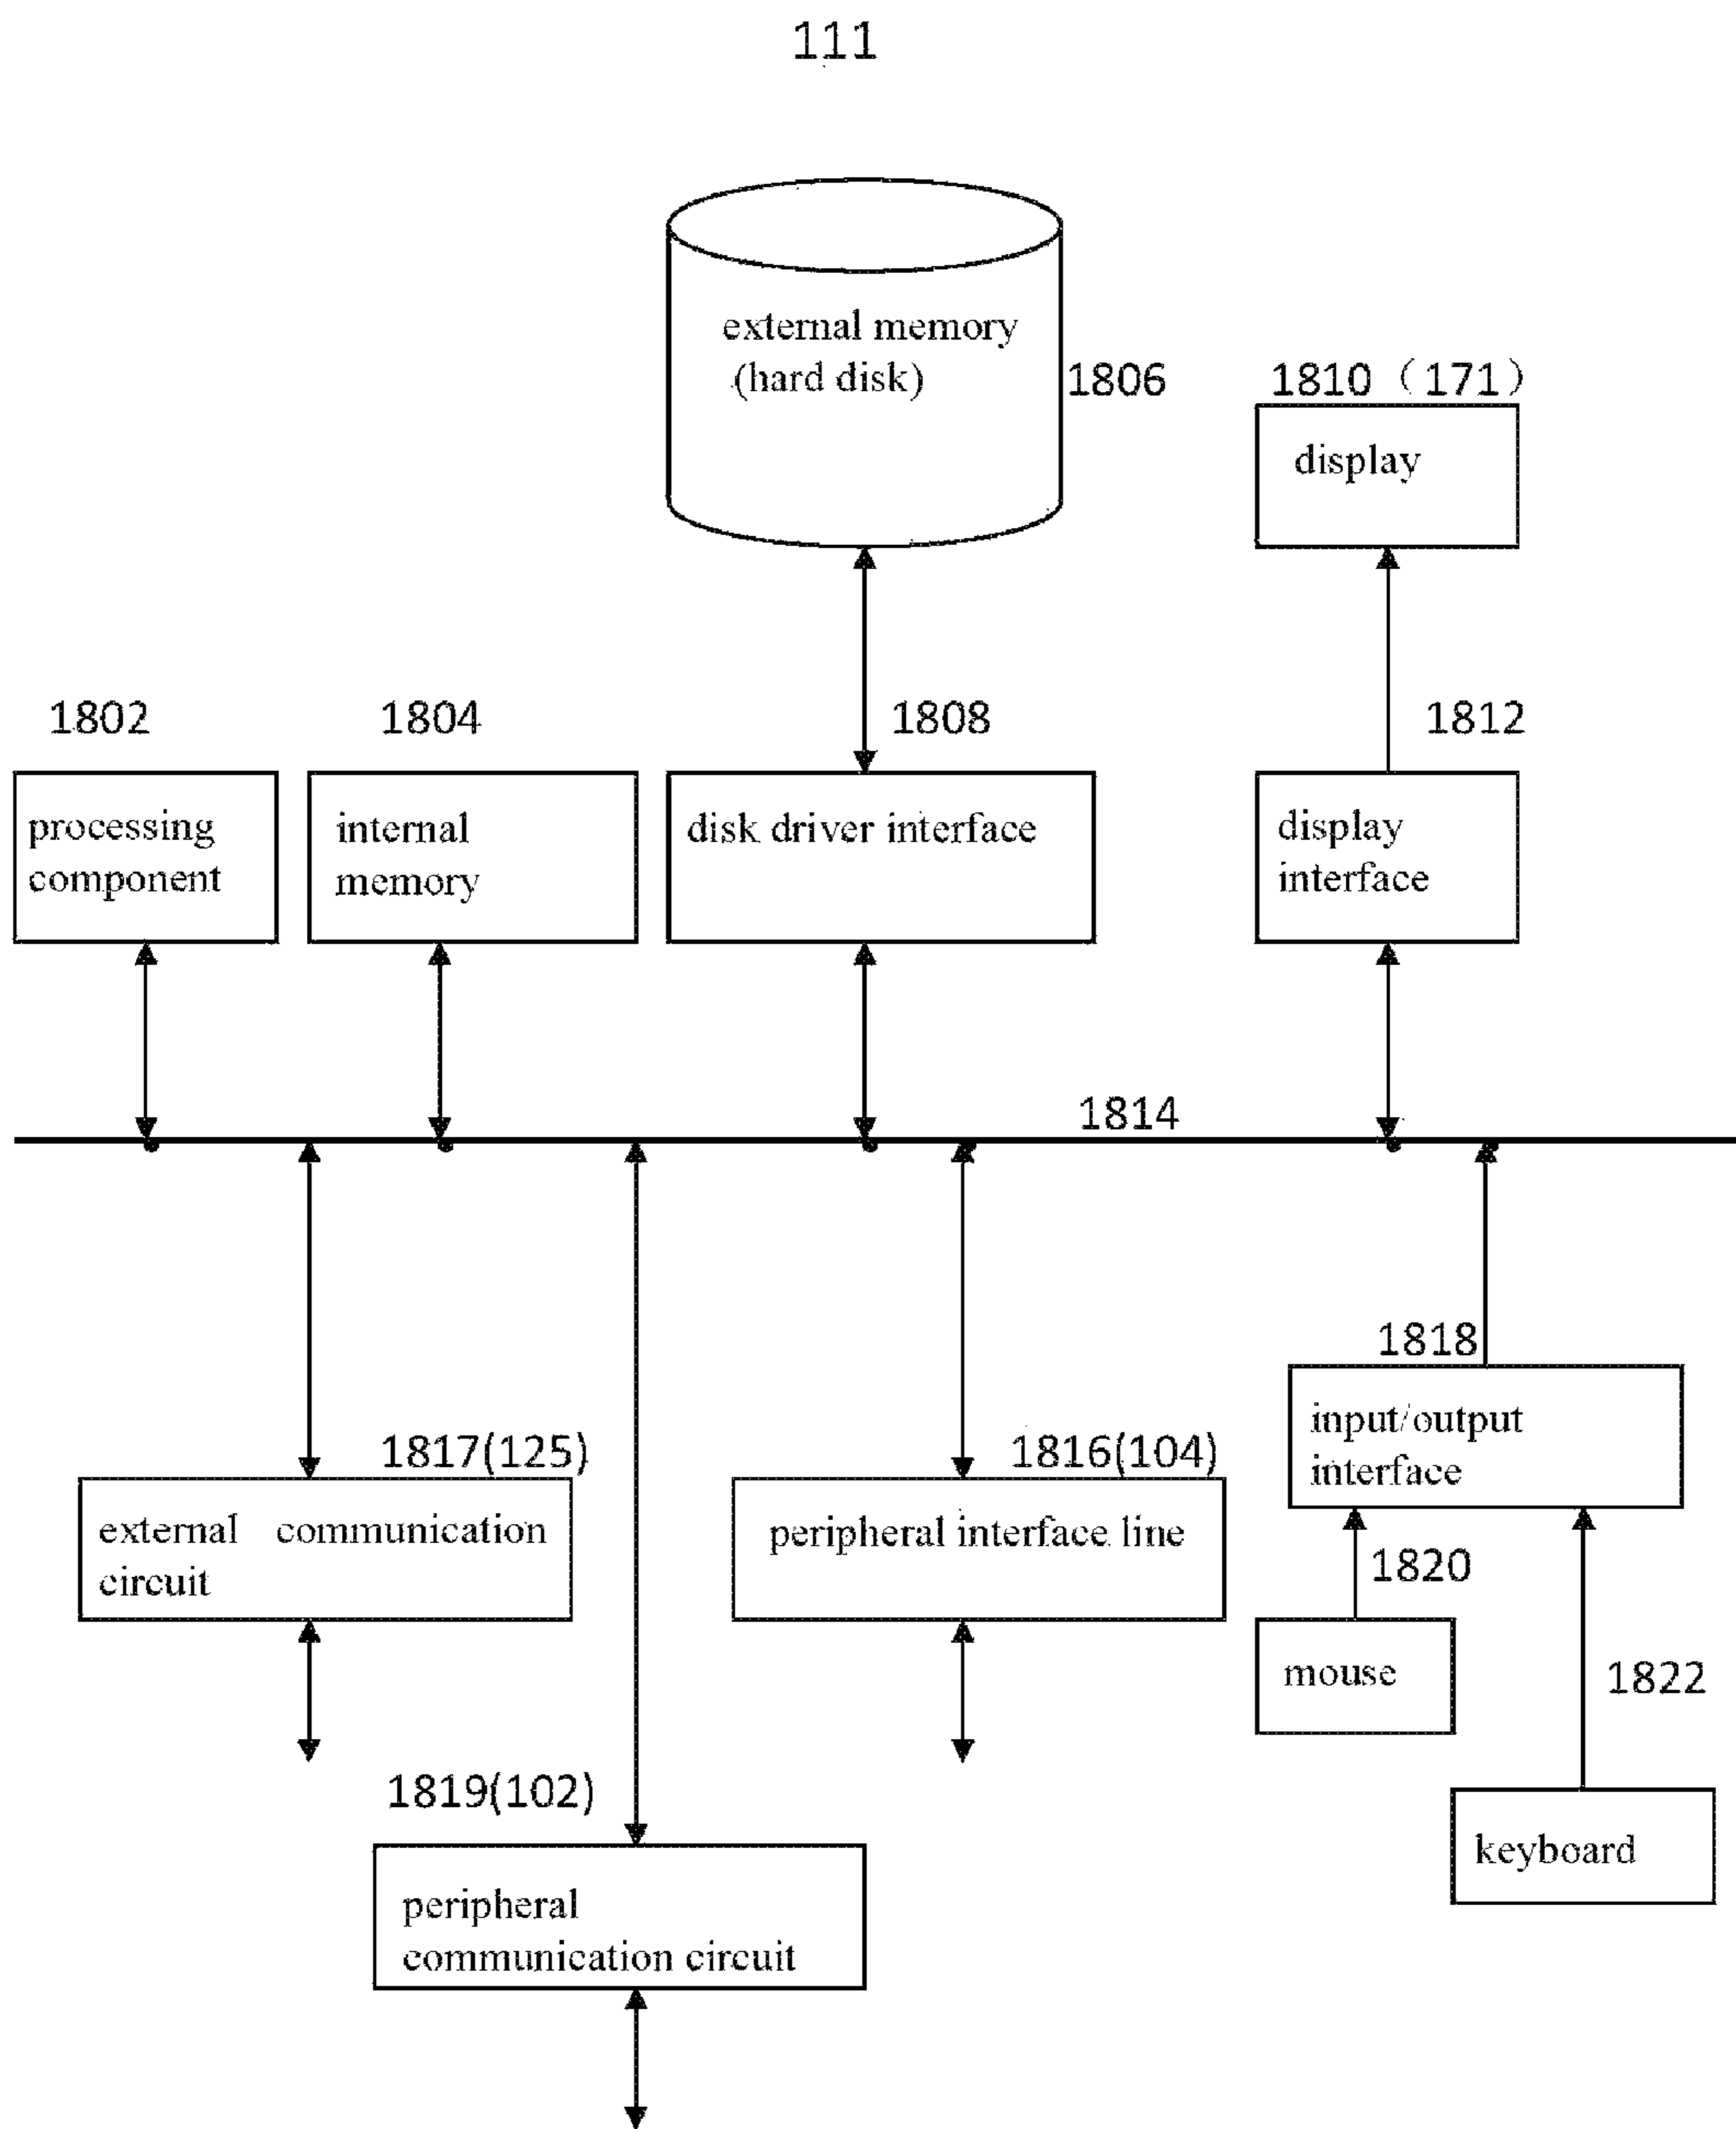 111
external memory
(hard disk)
1806
1810（171）
display
1802
1804
1808
1812
processing
component
internal
memory
disk driver interface
display
interface
1814
1818
input/output
interface
1817(125)
external communication
circuit
1816(104)
peripheral interface line
1820
mouse
1822
1819(102)
peripheral
communication circuit
keyboard